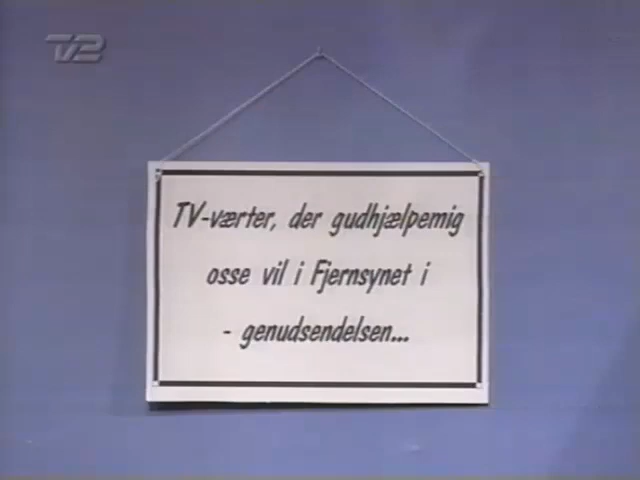 TV2
TV-værter, der gudhjælpemig
osse vil i Fjernsynet i
- genudsendelsen...